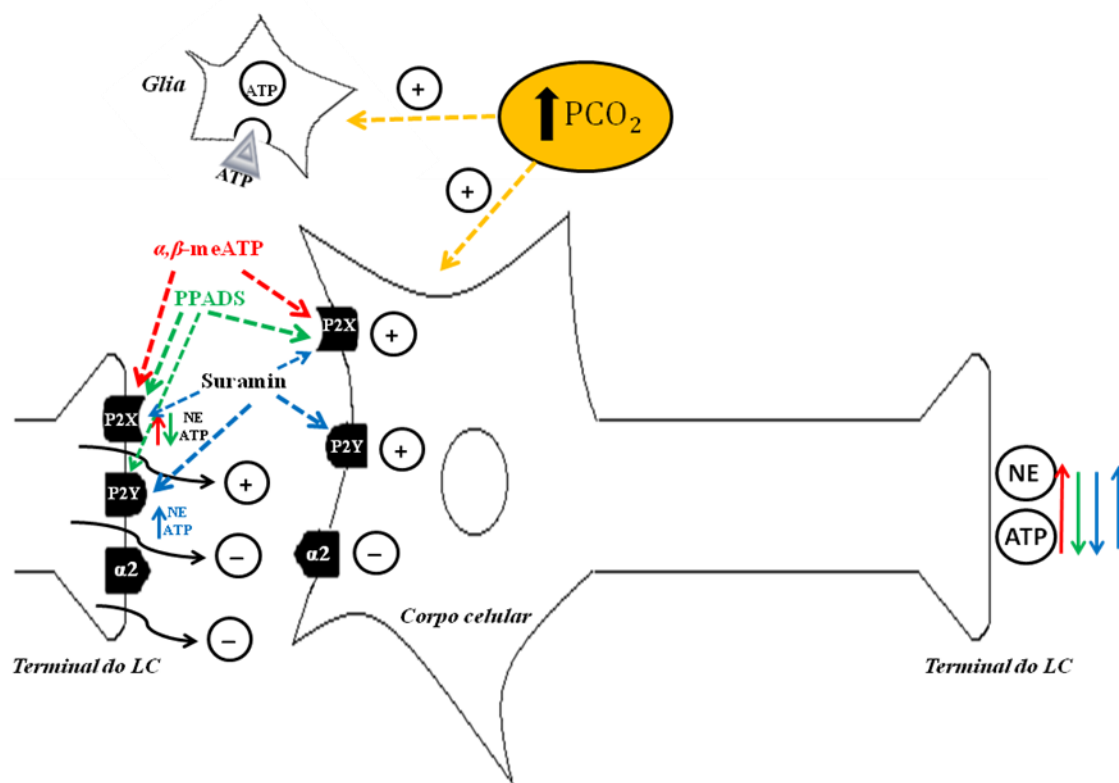 Glia
ATP
ATP
+
PCO₂
+
α,β-meATP
PPADS
P2X
+
Suramin
P2X
NE
ATP
P2Y
+
P2Y
+
NE
ATP
NE
ATP
α2
−
α2
−
Corpo celular
−
Terminal do LC
Terminal do LC